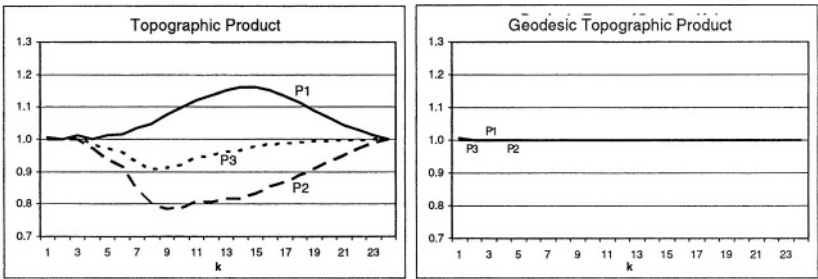 Topographic Product
1.3
1.2
1.1
1.0
0.9
0.8
0.7
P1
P3
P2
1 3 5 7 9 11 13 15 17 19 21 23
k
Geodesic Topographic Product
1.3
1.2
1.1
1.0
0.9
0.8
0.7
P1
P3 P2
1 3 5 7 9 11 13 15 17 19 21 23
k